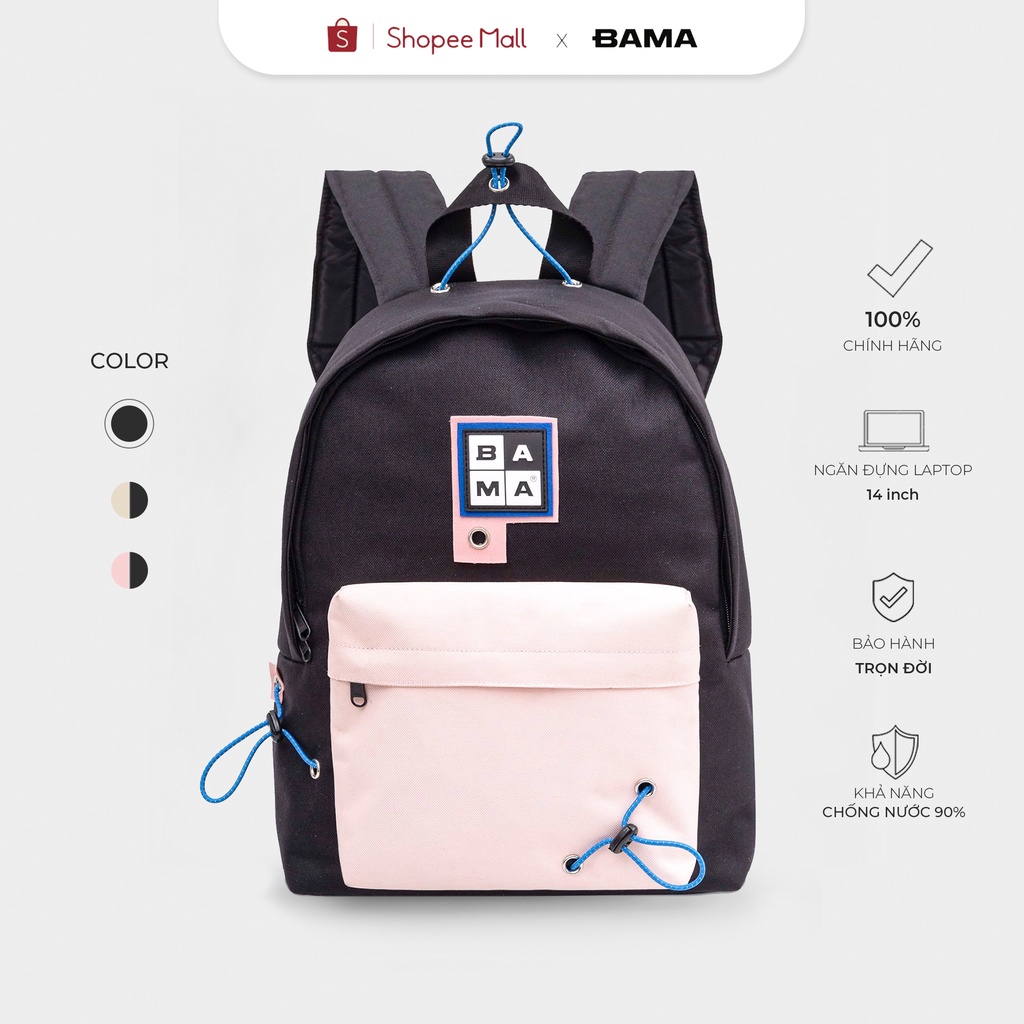 S Shopee Mall x BAMA
COLOR
B A
M A®
100%
CHÍNH HÃNG
NGĂN ĐỰNG LAPTOP
14 inch
BẢO HÀNH
TRỌN ĐỜI
KHẢ NĂNG
CHỐNG NƯỚC 90%